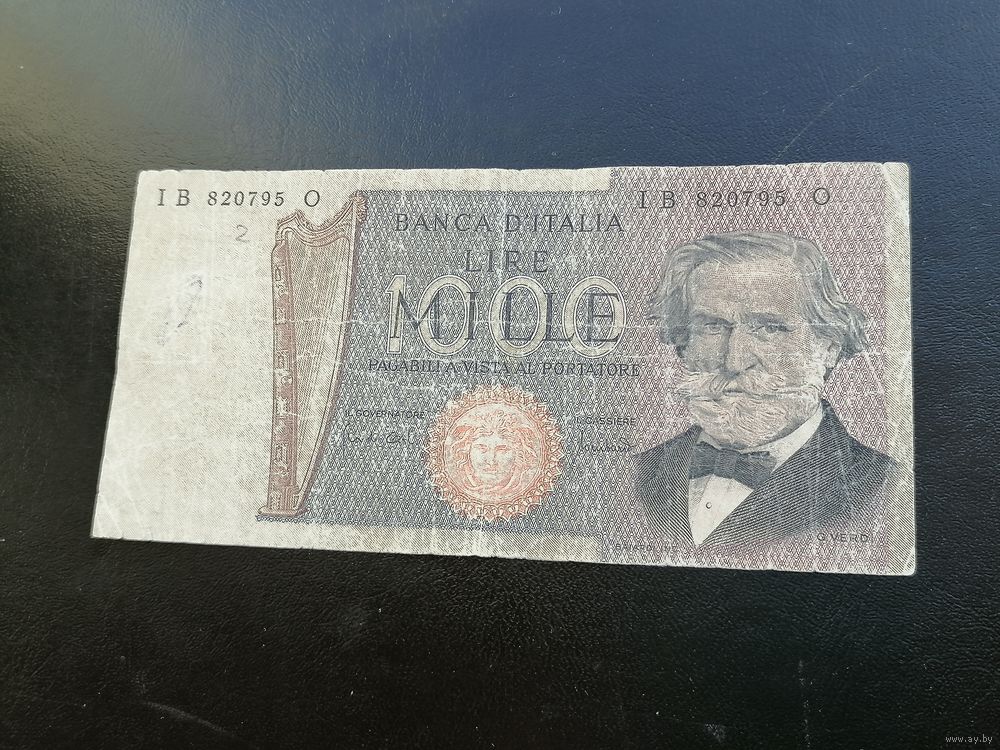 I B 820795 O
I B 820795 O
2
BANCA D'ITALIA
LIRE
1000
MILLE
PAGABILI A VISTA AL PORTATORE
IL GOVERNATORE
IL CASSIERE
G. VERDI
www.ay.by